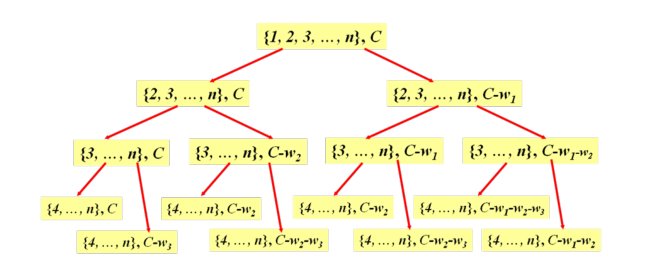 {1, 2, 3, ..., n}, C
{2, 3, ..., n}, C
{2, 3, ..., n}, C-w₁
{3, ..., n}, C
{3, ..., n}, C-w₂
{3, ..., n}, C-w₁
{3, ..., n}, C-w₁-w₂
{4, ..., n}, C
{4, ..., n}, C-w₂
{4, ..., n}, C-w₂
{4, ..., n}, C-w₁-w₂-w₃
{4, ..., n}, C-w₃
{4, ..., n}, C-w₂-w₃
{4, ..., n}, C-w₂-w₃
{4, ..., n}, C-w₁-w₂